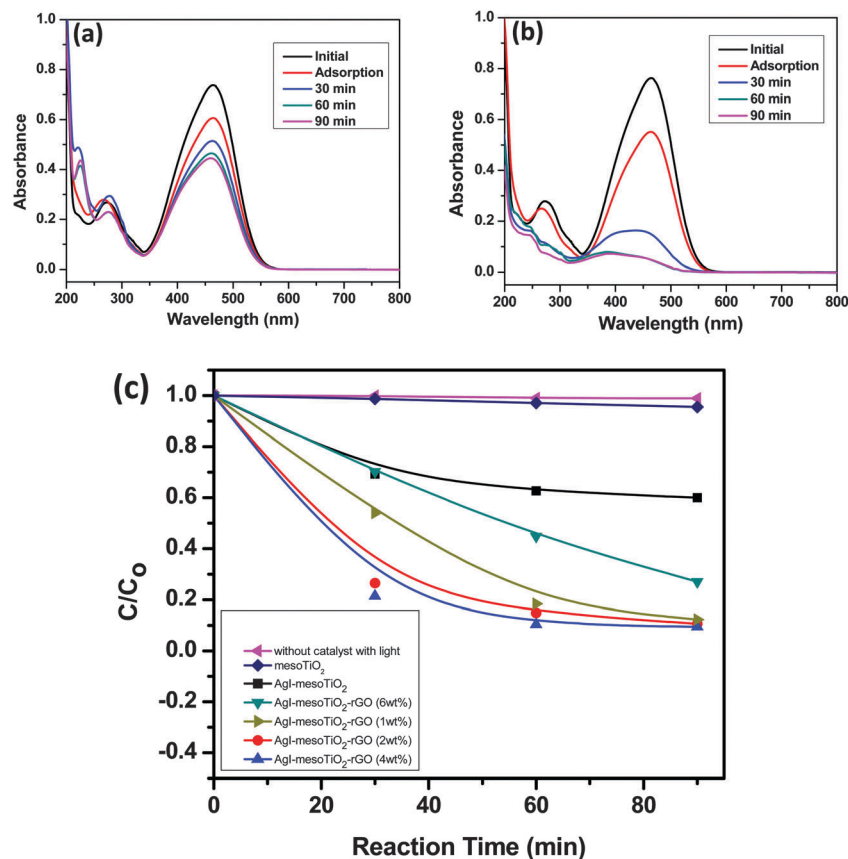 (a)
Initial
Adsorption
30 min
60 min
90 min
Absorbance
1.0
0.8
0.6
0.4
0.2
0.0
200 300 400 500 600 700 800
Wavelength (nm)
(b)
Initial
Adsorption
30 min
60 min
90 min
Absorbance
1.0
0.8
0.6
0.4
0.2
0.0
200 300 400 500 600 700 800
Wavelength (nm)
(c)
C/C₀
1.0
0.8
0.6
0.4
0.2
0.0
-0.2
-0.4
without catalyst with light
mesoTiO₂
AgI-mesoTiO₂
AgI-mesoTiO₂-rGO (6wt%)
AgI-mesoTiO₂-rGO (1wt%)
AgI-mesoTiO₂-rGO (2wt%)
AgI-mesoTiO₂-rGO (4wt%)
0 20 40 60 80
Reaction Time (min)